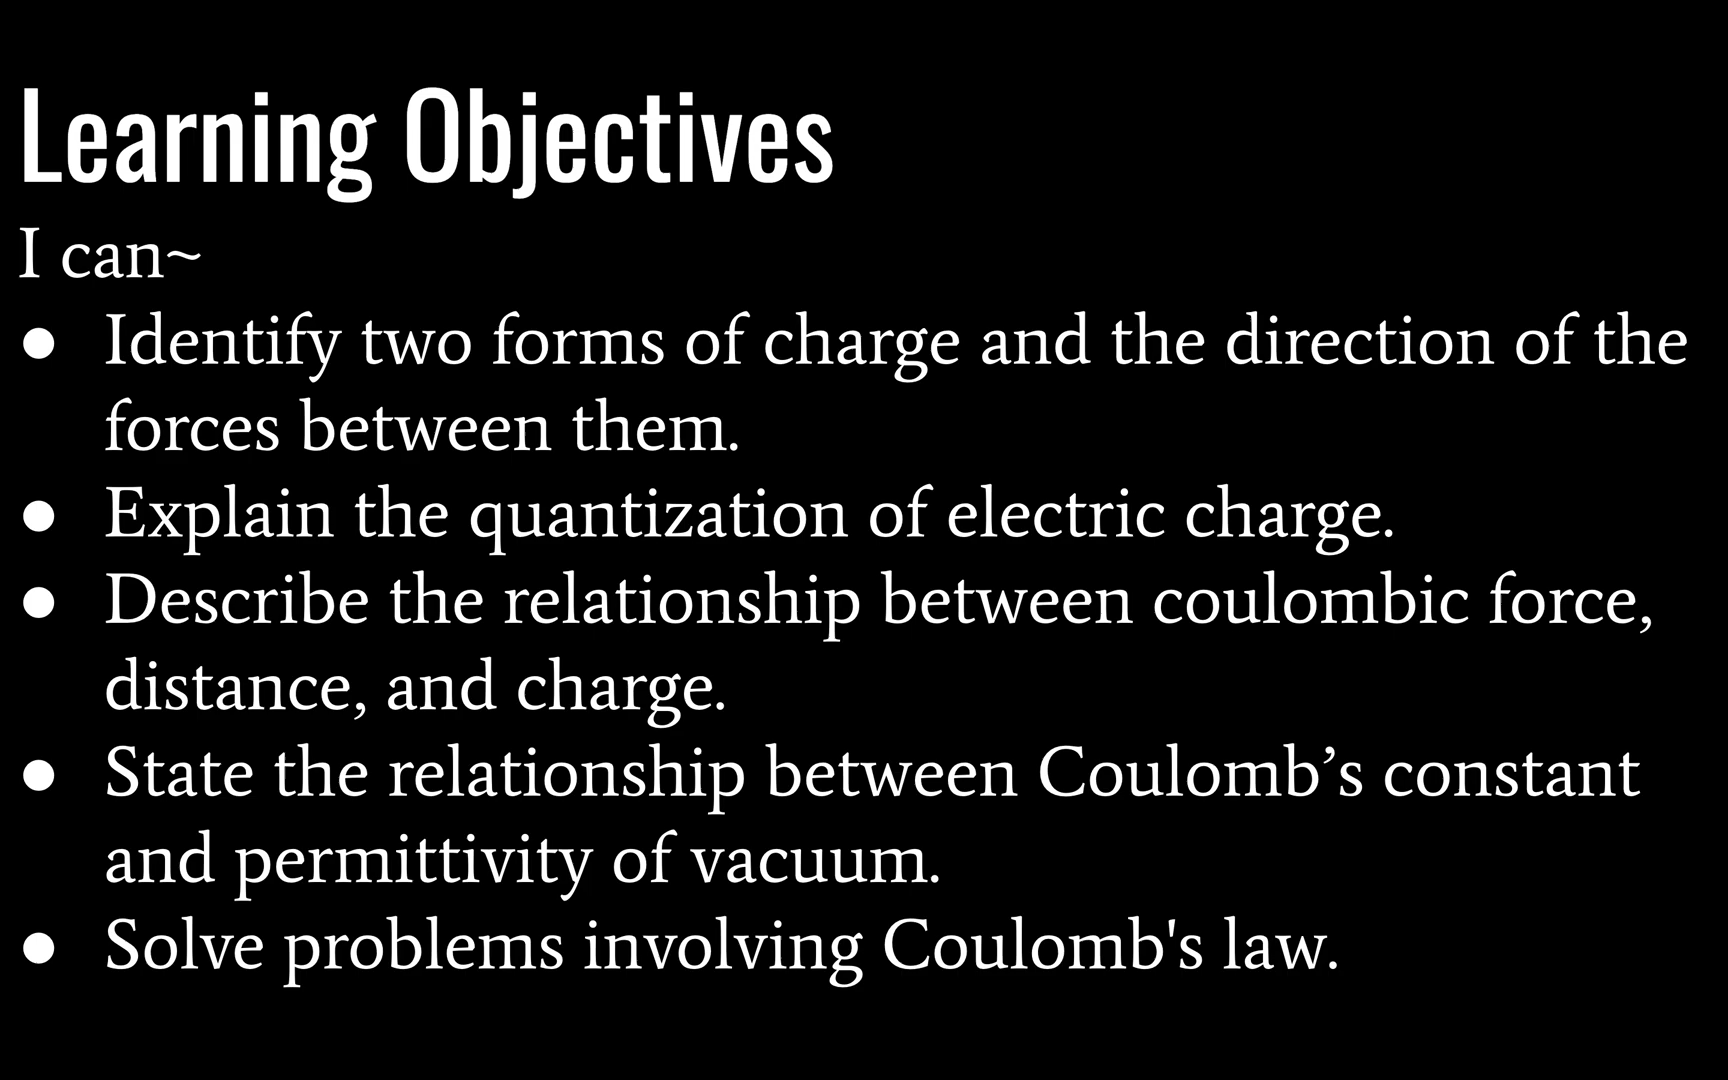 Learning Objectives
I can~
● Identify two forms of charge and the direction of the
forces between them.
● Explain the quantization of electric charge.
● Describe the relationship between coulombic force,
distance, and charge.
● State the relationship between Coulomb’s constant
and permittivity of vacuum.
● Solve problems involving Coulomb's law.